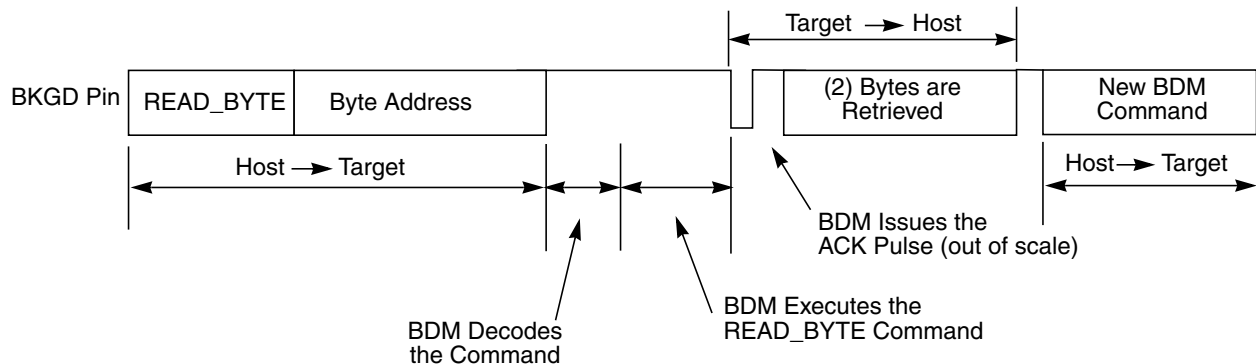 Target → Host
BKGD Pin
READ_BYTE
Byte Address
(2) Bytes are
Retrieved
New BDM
Command
Host → Target
Host → Target
BDM Issues the
ACK Pulse (out of scale)
BDM Decodes
the Command
BDM Executes the
READ_BYTE Command